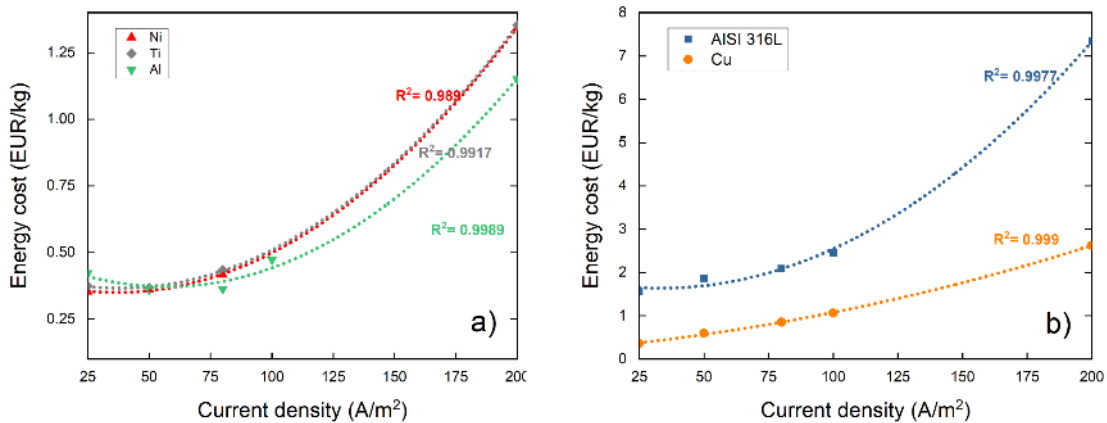 Ni
Ti
Al
R²= 0.989
R²= 0.9917
R²= 0.9989
1.25
1.00
0.75
0.50
0.25
Energy cost (EUR/kg)
25 50 75 100 125 150 175 200
Current density (A/m²)
a)
AISI 316L
Cu
R²= 0.9977
R²= 0.999
8
7
6
5
4
3
2
1
0
Energy cost (EUR/kg)
25 50 75 100 125 150 175 200
Current density (A/m²)
b)